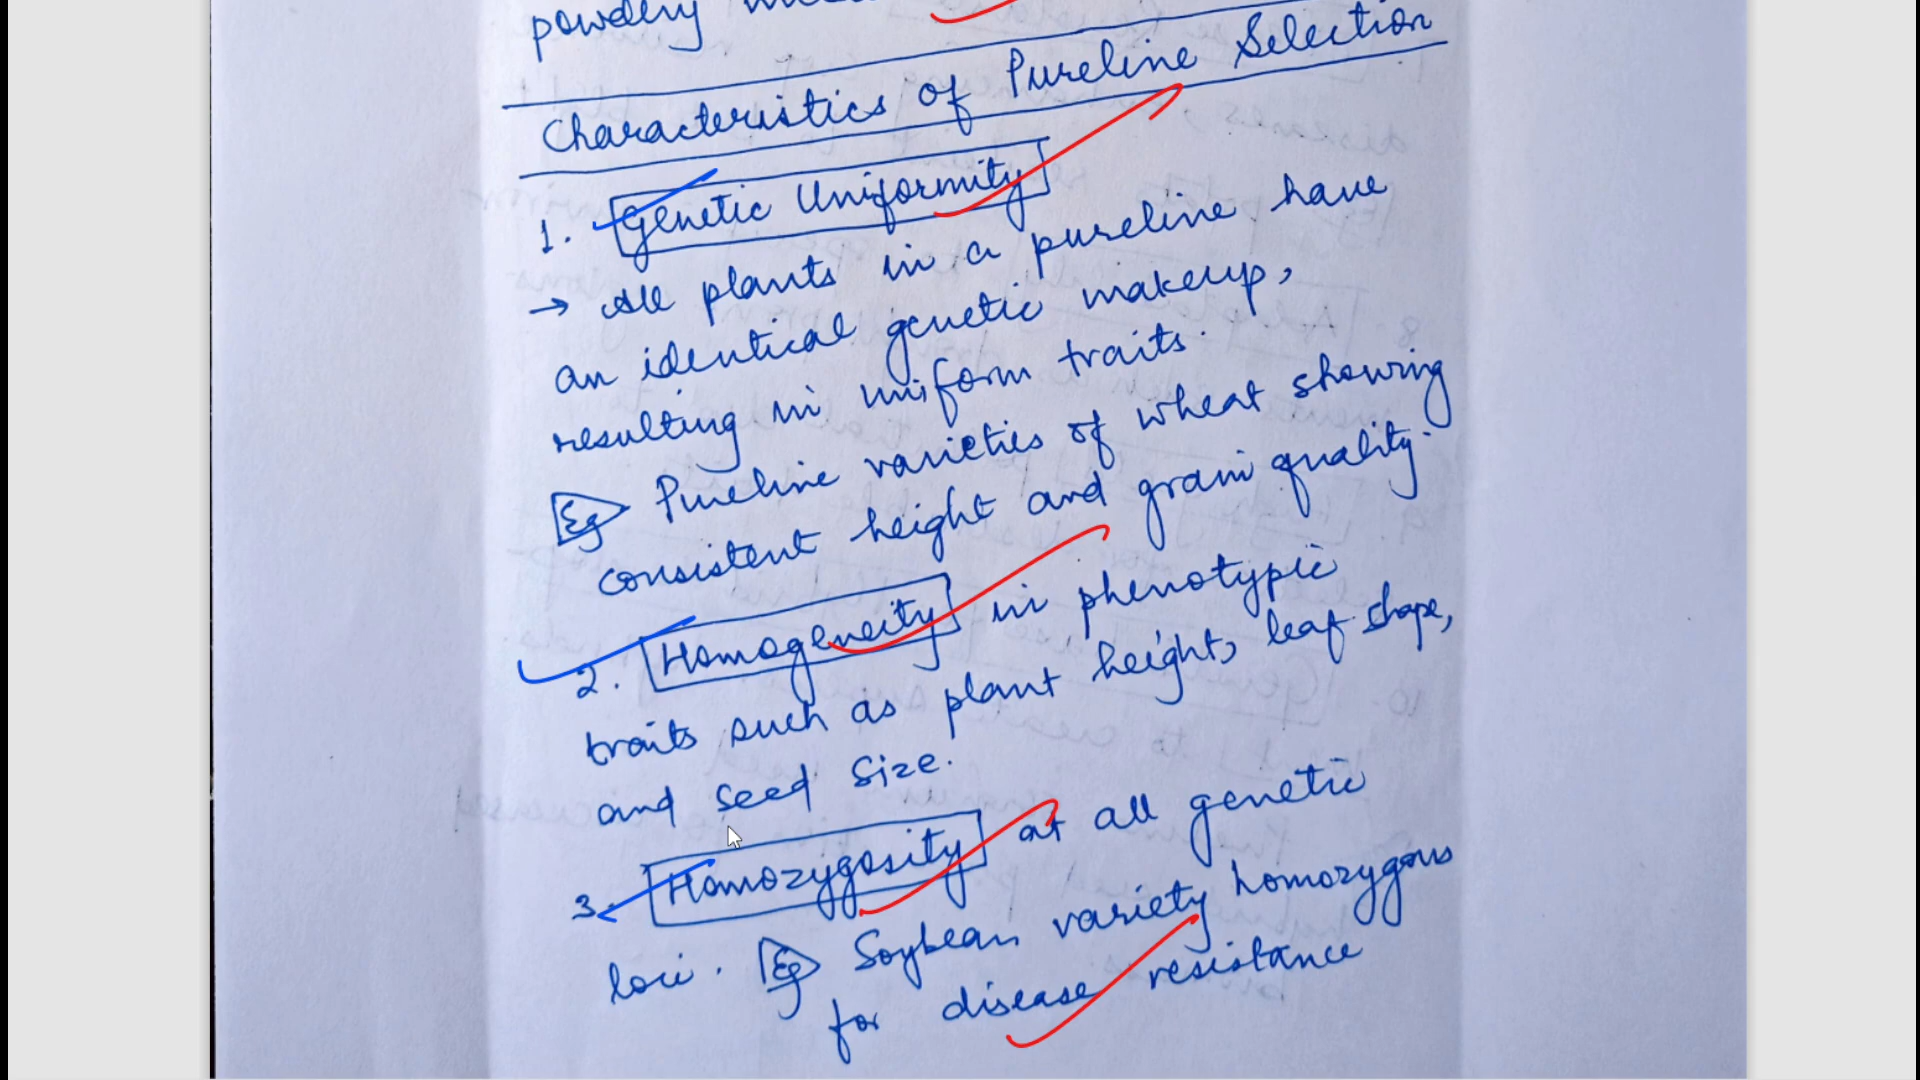 powdery
Characteristics of Pureline Selection
1. Genetic Uniformity
→ All plants in a pureline have
an identical genetic makeup,
resulting in uniform traits.
Eg Pureline varieties of wheat showing
consistent height and grain quality.
2. Homogeneity in phenotypic
traits such as plant height, leaf shape,
and seed size.
3. Homozygosity at all genetic
loci. Eg Soybean variety homozygous
for disease resistance